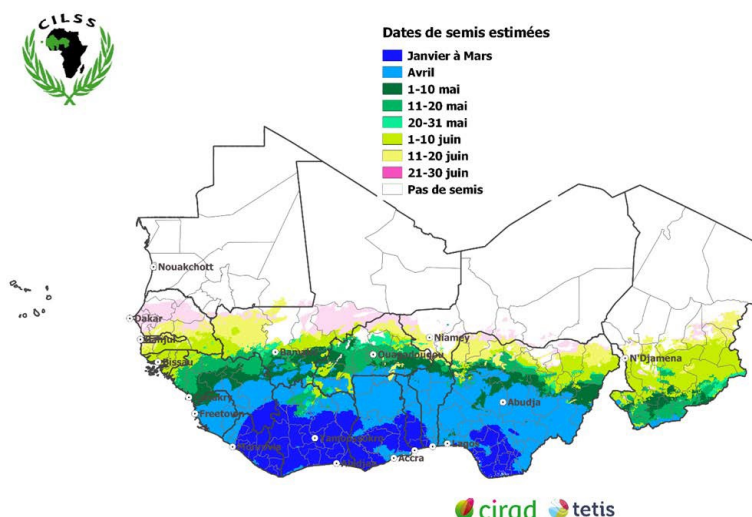 CILSS
Dates de semis estimées
Janvier à Mars
Avril
1-10 mai
11-20 mai
20-31 mai
1-10 juin
11-20 juin
21-30 juin
Pas de semis
Nouakchott
Dakar
Banjul
Bissau
Bamako
Niamey
Ouagadougou
N'Djamena
Conakry
Freetown
Abudja
Monrovia
Yamoussoukro
Lagos
Accra
Abidjan
cirad
tetis